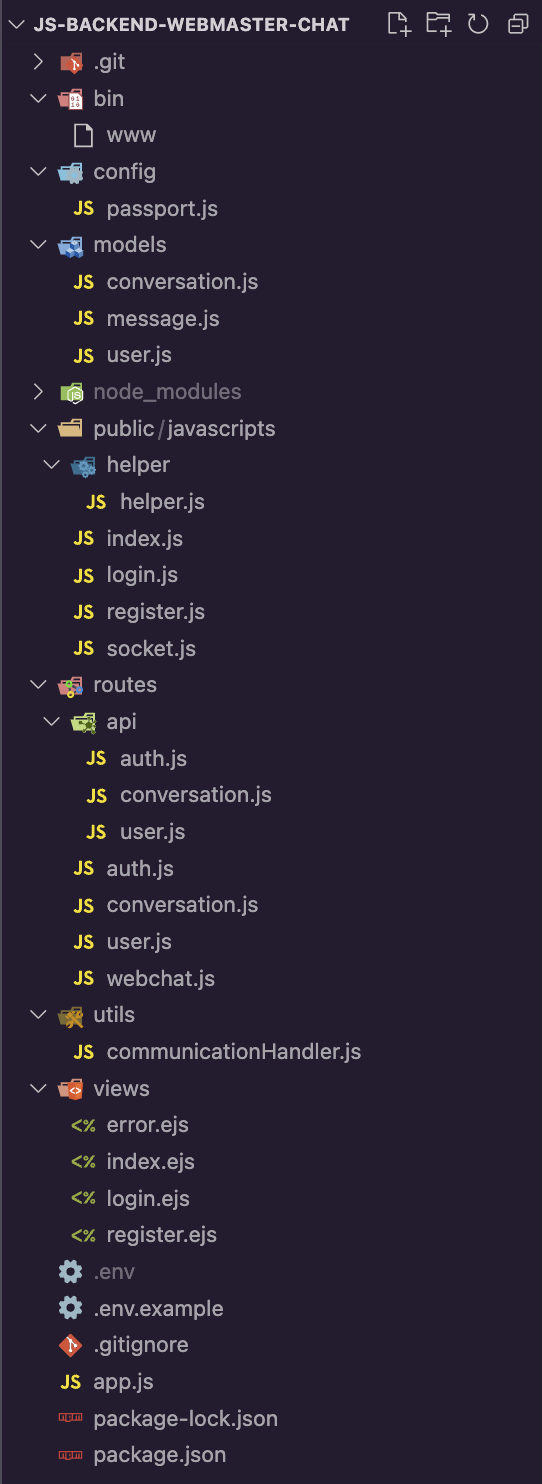 JS-BACKEND-WEBMASTER-CHAT
.git
bin
www
config
JS passport.js
models
JS conversation.js
JS message.js
JS user.js
node_modules
public/javascripts
helper
JS helper.js
JS index.js
JS login.js
JS register.js
JS socket.js
routes
api
JS auth.js
JS conversation.js
JS user.js
JS auth.js
JS conversation.js
JS user.js
JS webchat.js
utils
JS communicationHandler.js
views
<% error.ejs
<% index.ejs
<% login.ejs
<% register.ejs
.env
.env.example
.gitignore
JS app.js
package-lock.json
package.json